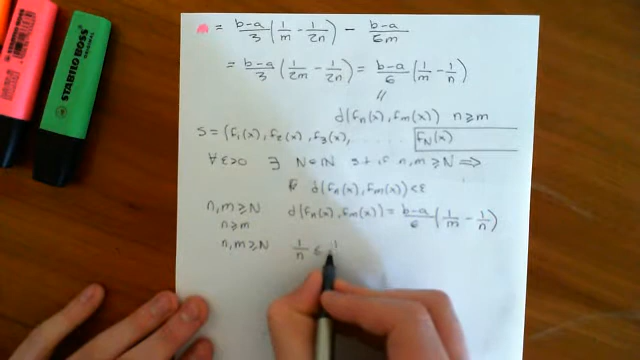 = b-a/3 (1/m - 1/2n) - b-a/6m
= b-a/3 (1/2m - 1/2n) = b-a/6 (1/m - 1/n)
//
d(fn(x), fm(x)) n≥m
S = {f1(x), f2(x), f3(x), ........ fN(x)
∀ε>0 ∃ N∈ℕ s.t if n,m ≥ N ⟹
d(fn(x), fm(x)) < ε
n,m ≥ N d(fn(x), fm(x)) = b-a/6 (1/m - 1/n)
n≥m
n,m ≥ N 1/n ≤ 1
STABILO BOSS
ORIGINAL